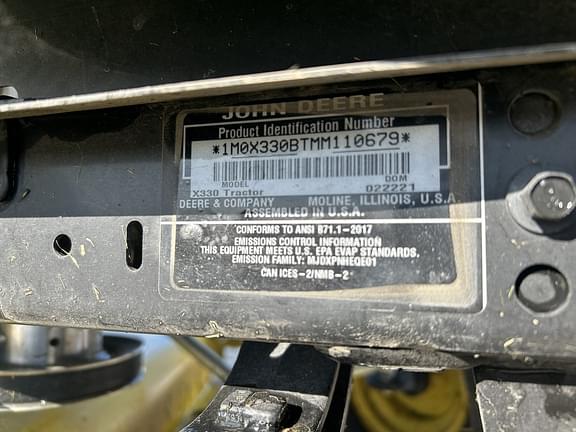 JOHN DEERE
Product Identification Number
*1M0X330BTMM110679*
MODEL DOM
X330 Tractor 022221
DEERE & COMPANY MOLINE, ILLINOIS, U.S.A.
ASSEMBLED IN U.S.A.
CONFORMS TO ANSI B71.1-2017
EMISSIONS CONTROL INFORMATION
THIS EQUIPMENT MEETS U.S. EPA EVAP STANDARDS.
EMISSION FAMILY:
CAN ICES-2/NMB-2